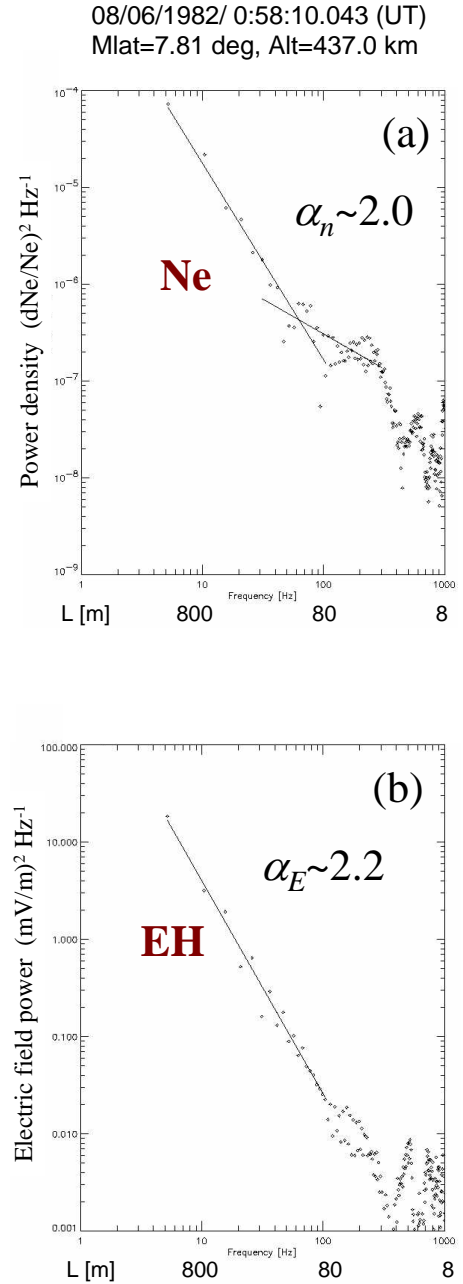 08/06/1982/ 0:58:10.043 (UT)
Mlat=7.81 deg, Alt=437.0 km
(a)
αn~2.0
Ne
Power density (dNe/Ne)² Hz⁻¹
10⁻⁴
10⁻⁵
10⁻⁶
10⁻⁷
10⁻⁸
10⁻⁹
1 10 100 1000
Frequency [Hz]
L [m] 800 80 8
(b)
αE~2.2
EH
Electric field power (mV/m)² Hz⁻¹
100.000
10.000
1.000
0.100
0.010
0.001
1 10 100 1000
Frequency [Hz]
L [m] 800 80 8